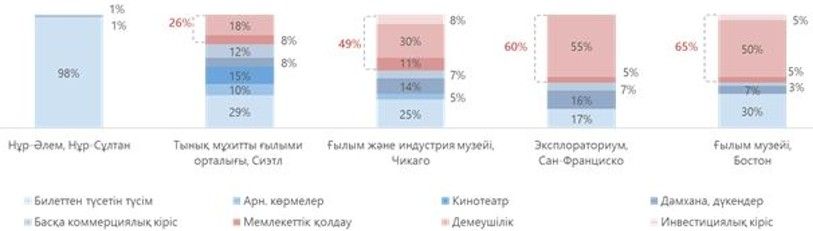 1%
1%
98%
26%
18%
8%
12%
8%
15%
10%
29%
8%
49%
30%
11%
7%
14%
5%
25%
60%
55%
5%
7%
16%
17%
5%
65%
50%
5%
7%
3%
30%
Нұр-Әлем, Нұр-Сұлтан
Тынық мұхитты ғылыми
орталығы, Сиэтл
Ғылым және индустрия музейі,
Чикаго
Эксплораториум,
Сан-Франциско
Ғылым музейі,
Бостон
Билеттен түсетін түсім
Арн. көрмелер
Кинотеатр
Дәмхана, дүкендер
Басқа коммерциялық кіріс
Мемлекеттік қолдау
Демеушілік
Инвестициялық кіріс